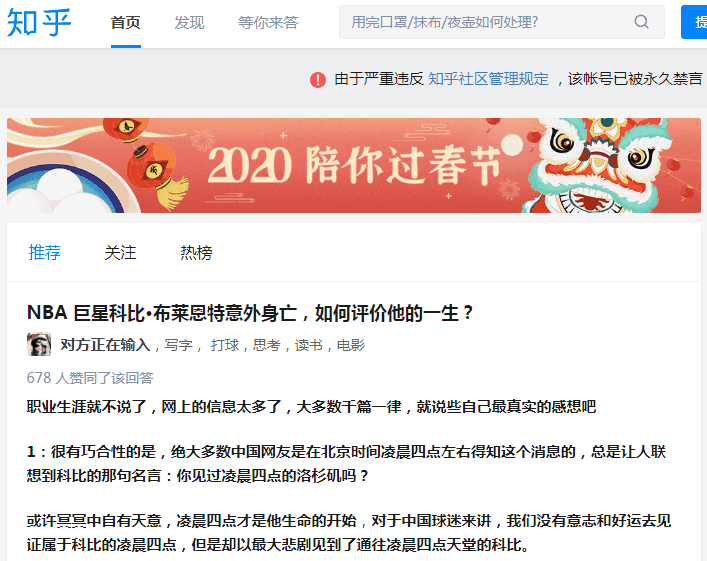 知乎 首页 发现 等你来答 用完口罩/抹布/夜壶如何处理? 提
由于严重违反 知乎社区管理规定 ，该帐号已被永久禁言
2020 陪你过春节
推荐 关注 热榜
NBA 巨星科比·布莱恩特意外身亡，如何评价他的一生？
对方正在输入，写字， 打球，思考，读书，电影
678 人赞同了该回答
职业生涯就不说了，网上的信息太多了，大多数千篇一律，就说些自己最真实的感想吧
1：很有巧合性的是，绝大多数中国网友是在北京时间凌晨四点左右得知这个消息的，总是让人联
想到科比的那句名言：你见过凌晨四点的洛杉矶吗？
或许冥冥中自有天意，凌晨四点才是他生命的开始，对于中国球迷来讲，我们没有意志和好运去见
证属于科比的凌晨四点，但是却以最大悲剧见到了通往凌晨四点天堂的科比。